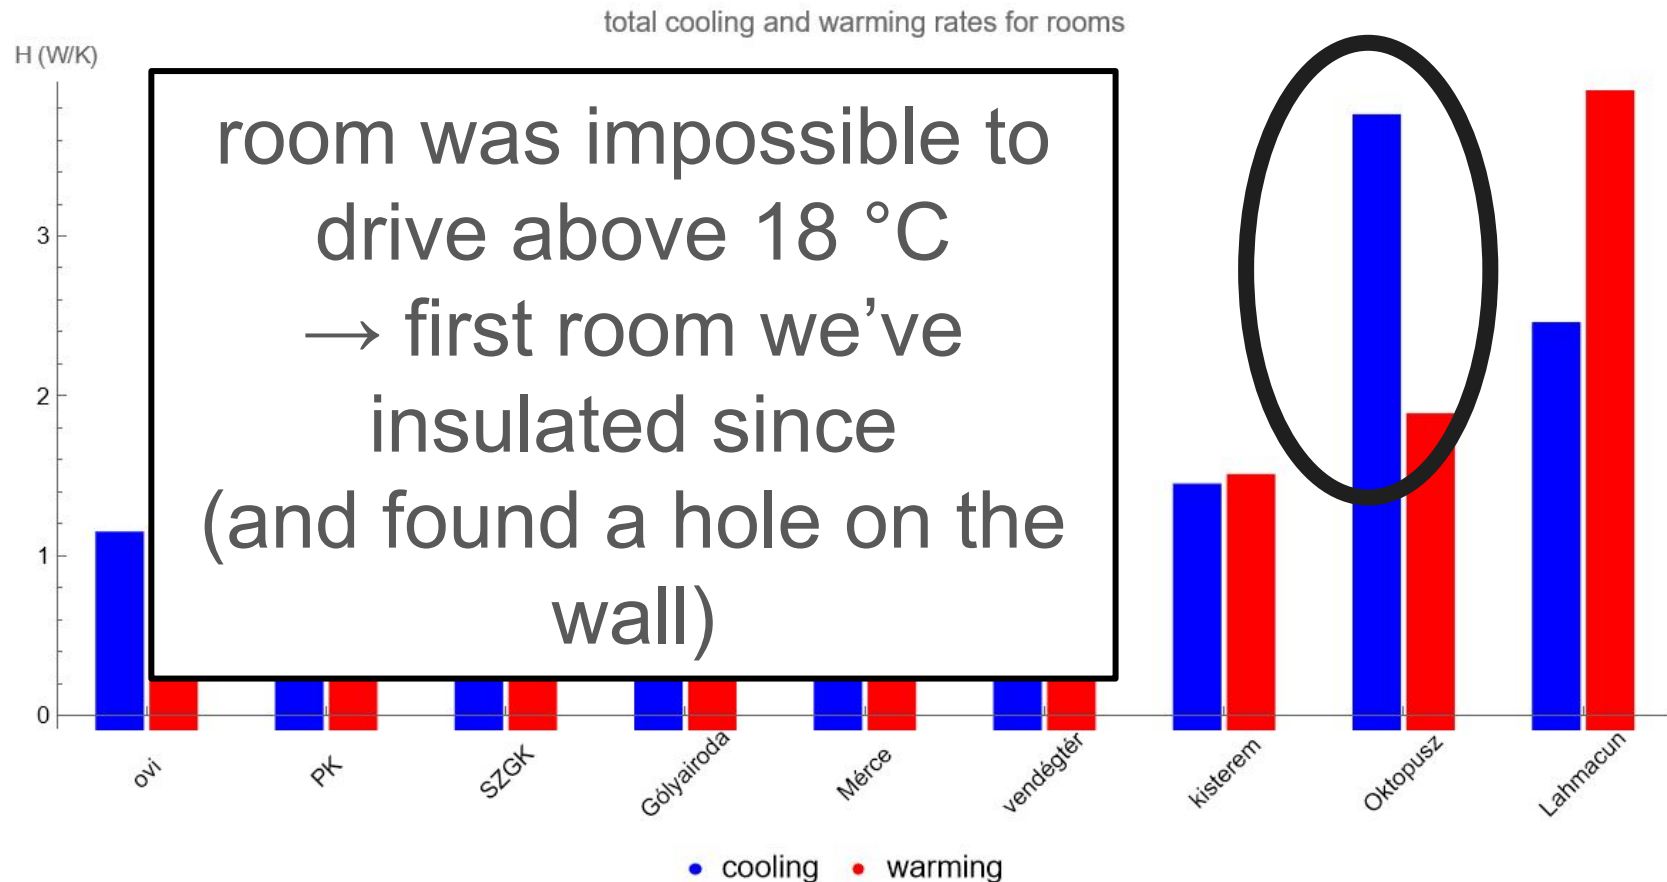 total cooling and warming rates for rooms
H (W/K)
room was impossible to
drive above 18 °C
→ first room we’ve
insulated since
(and found a hole on the
wall)
3
2
1
0
ovi
PK
SZGK
Gólyairoda
Mérce
vendégtér
kisterem
Oktopusz
Lahmacun
• cooling • warming